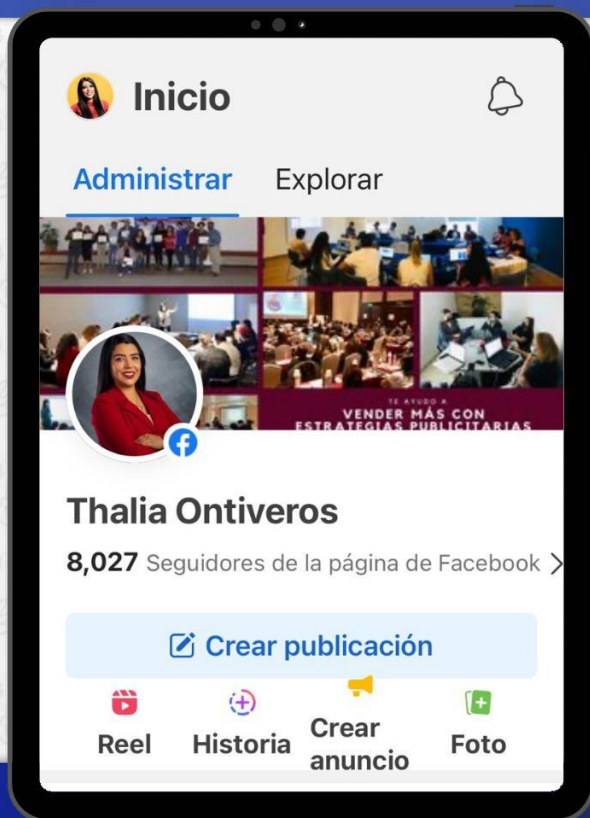 Inicio
Administrar Explorar
TE AYUDO A
VENDER MÁS CON
ESTRATEGIAS PUBLICITARIAS
Thalia Ontiveros
8,027 Seguidores de la página de Facebook
Crear publicación
Reel Historia Crear anuncio Foto